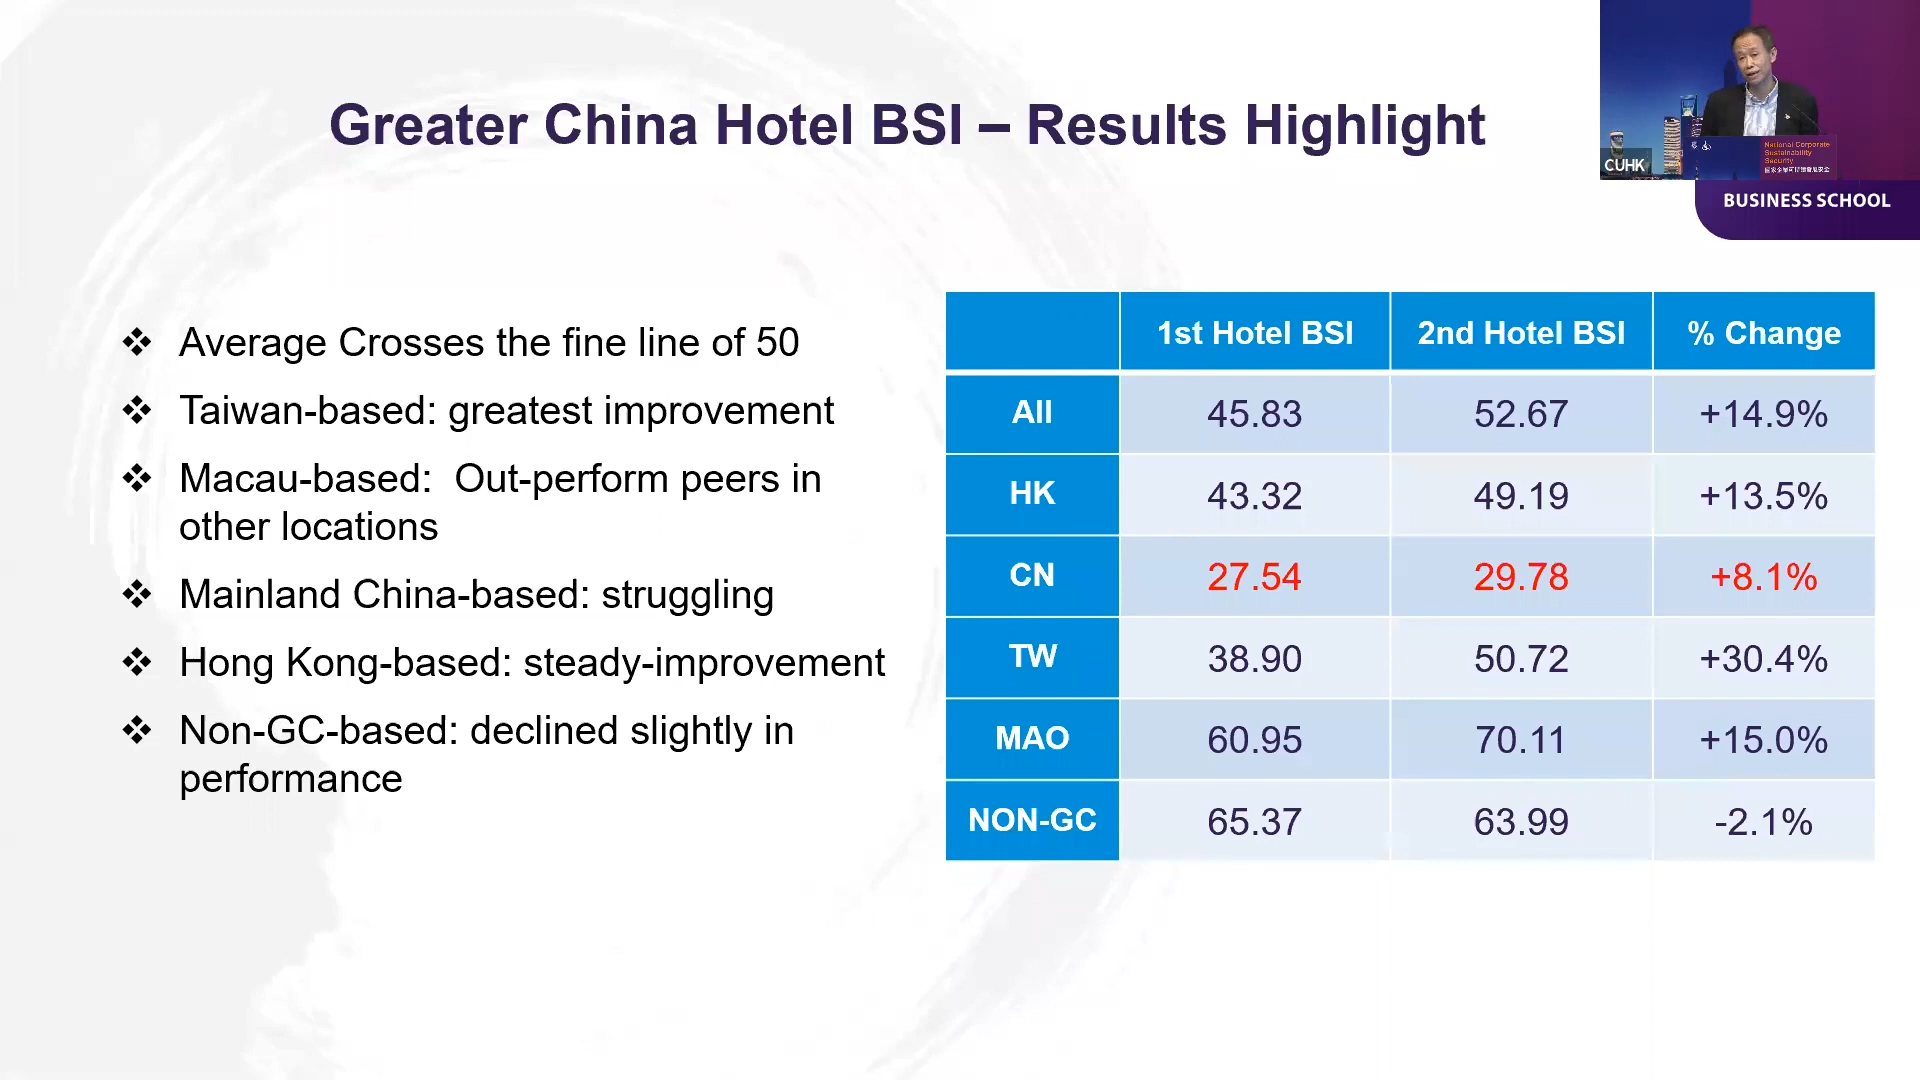 Greater China Hotel BSI – Results Highlight
CUHK
National Corporate
Sustainability
Security
BUSINESS SCHOOL
❖ Average Crosses the fine line of 50
❖ Taiwan-based: greatest improvement
❖ Macau-based:  Out-perform peers in
other locations
❖ Mainland China-based: struggling
❖ Hong Kong-based: steady-improvement
❖ Non-GC-based: declined slightly in
performance
1st Hotel BSI 2nd Hotel BSI % Change
All 45.83 52.67 +14.9%
HK 43.32 49.19 +13.5%
CN 27.54 29.78 +8.1%
TW 38.90 50.72 +30.4%
MAO 60.95 70.11 +15.0%
NON-GC 65.37 63.99 -2.1%